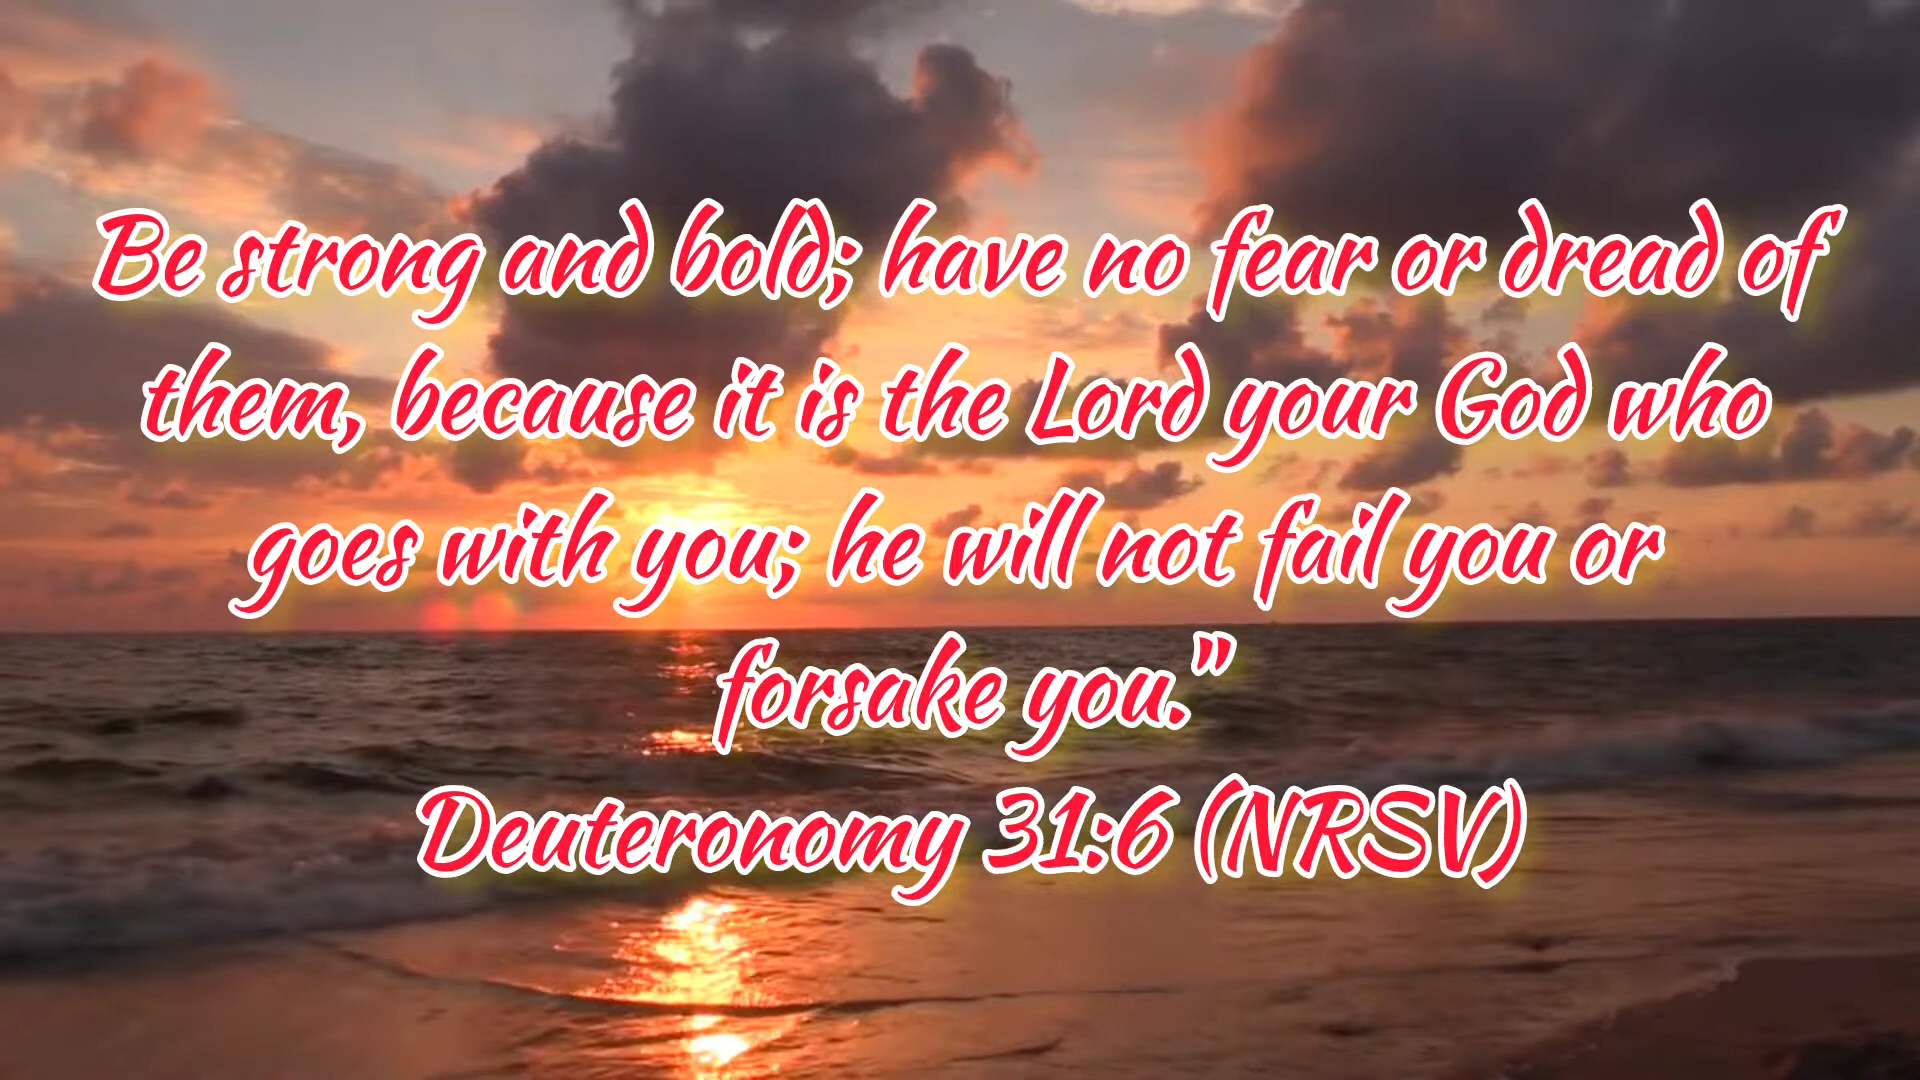 Be strong and bold; have no fear or dread of
them, because it is the Lord your God who
goes with you; he will not fail you or
forsake you."
Deuteronomy 31:6 (NRSV)